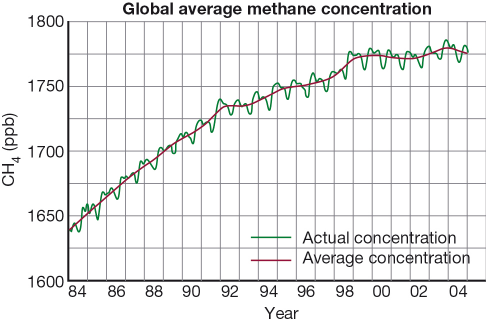 Global average methane concentration
1800
1750
1700
1650
1600
CH₄ (ppb)
Actual concentration
Average concentration
84 86 88 90 92 94 96 98 00 02 04
Year